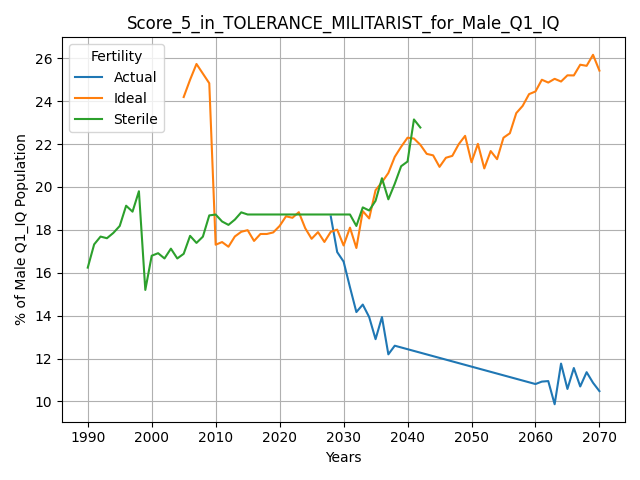 Score_5_in_TOLERANCE_MILITARIST_for_Male_Q1_IQ
Fertility
Actual
Ideal
Sterile
% of Male Q1_IQ Population
26
24
22
20
18
16
14
12
10
1990
2000
2010
2020
2030
2040
2050
2060
2070
Years